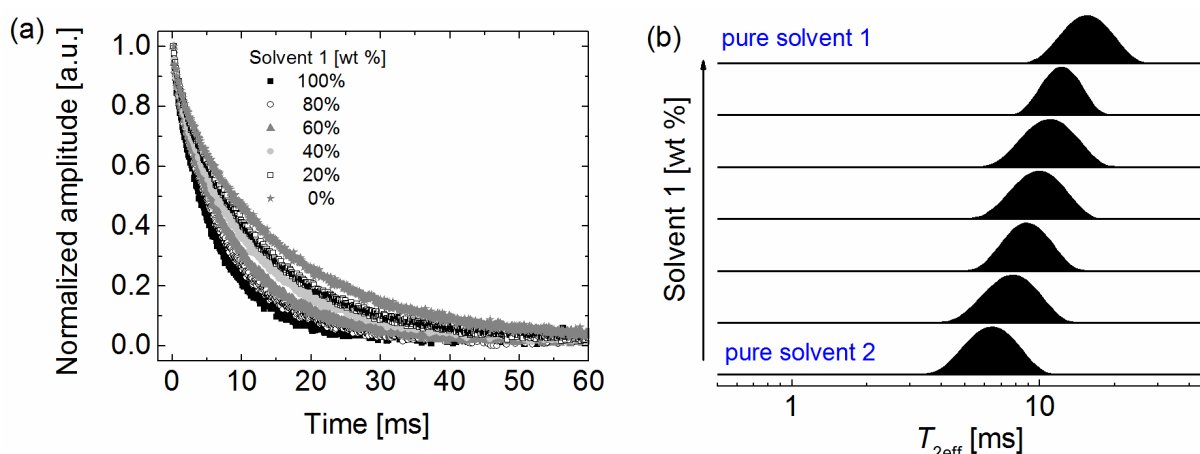 (a)
Normalized amplitude [a.u.]
1.0
0.8
0.6
0.4
0.2
0.0
Solvent 1 [wt %]
100%
80%
60%
40%
20%
0%
0 10 20 30 40 50 60
Time [ms]
(b)
pure solvent 1
Solvent 1 [wt %]
pure solvent 2
1 10
T2eff [ms]